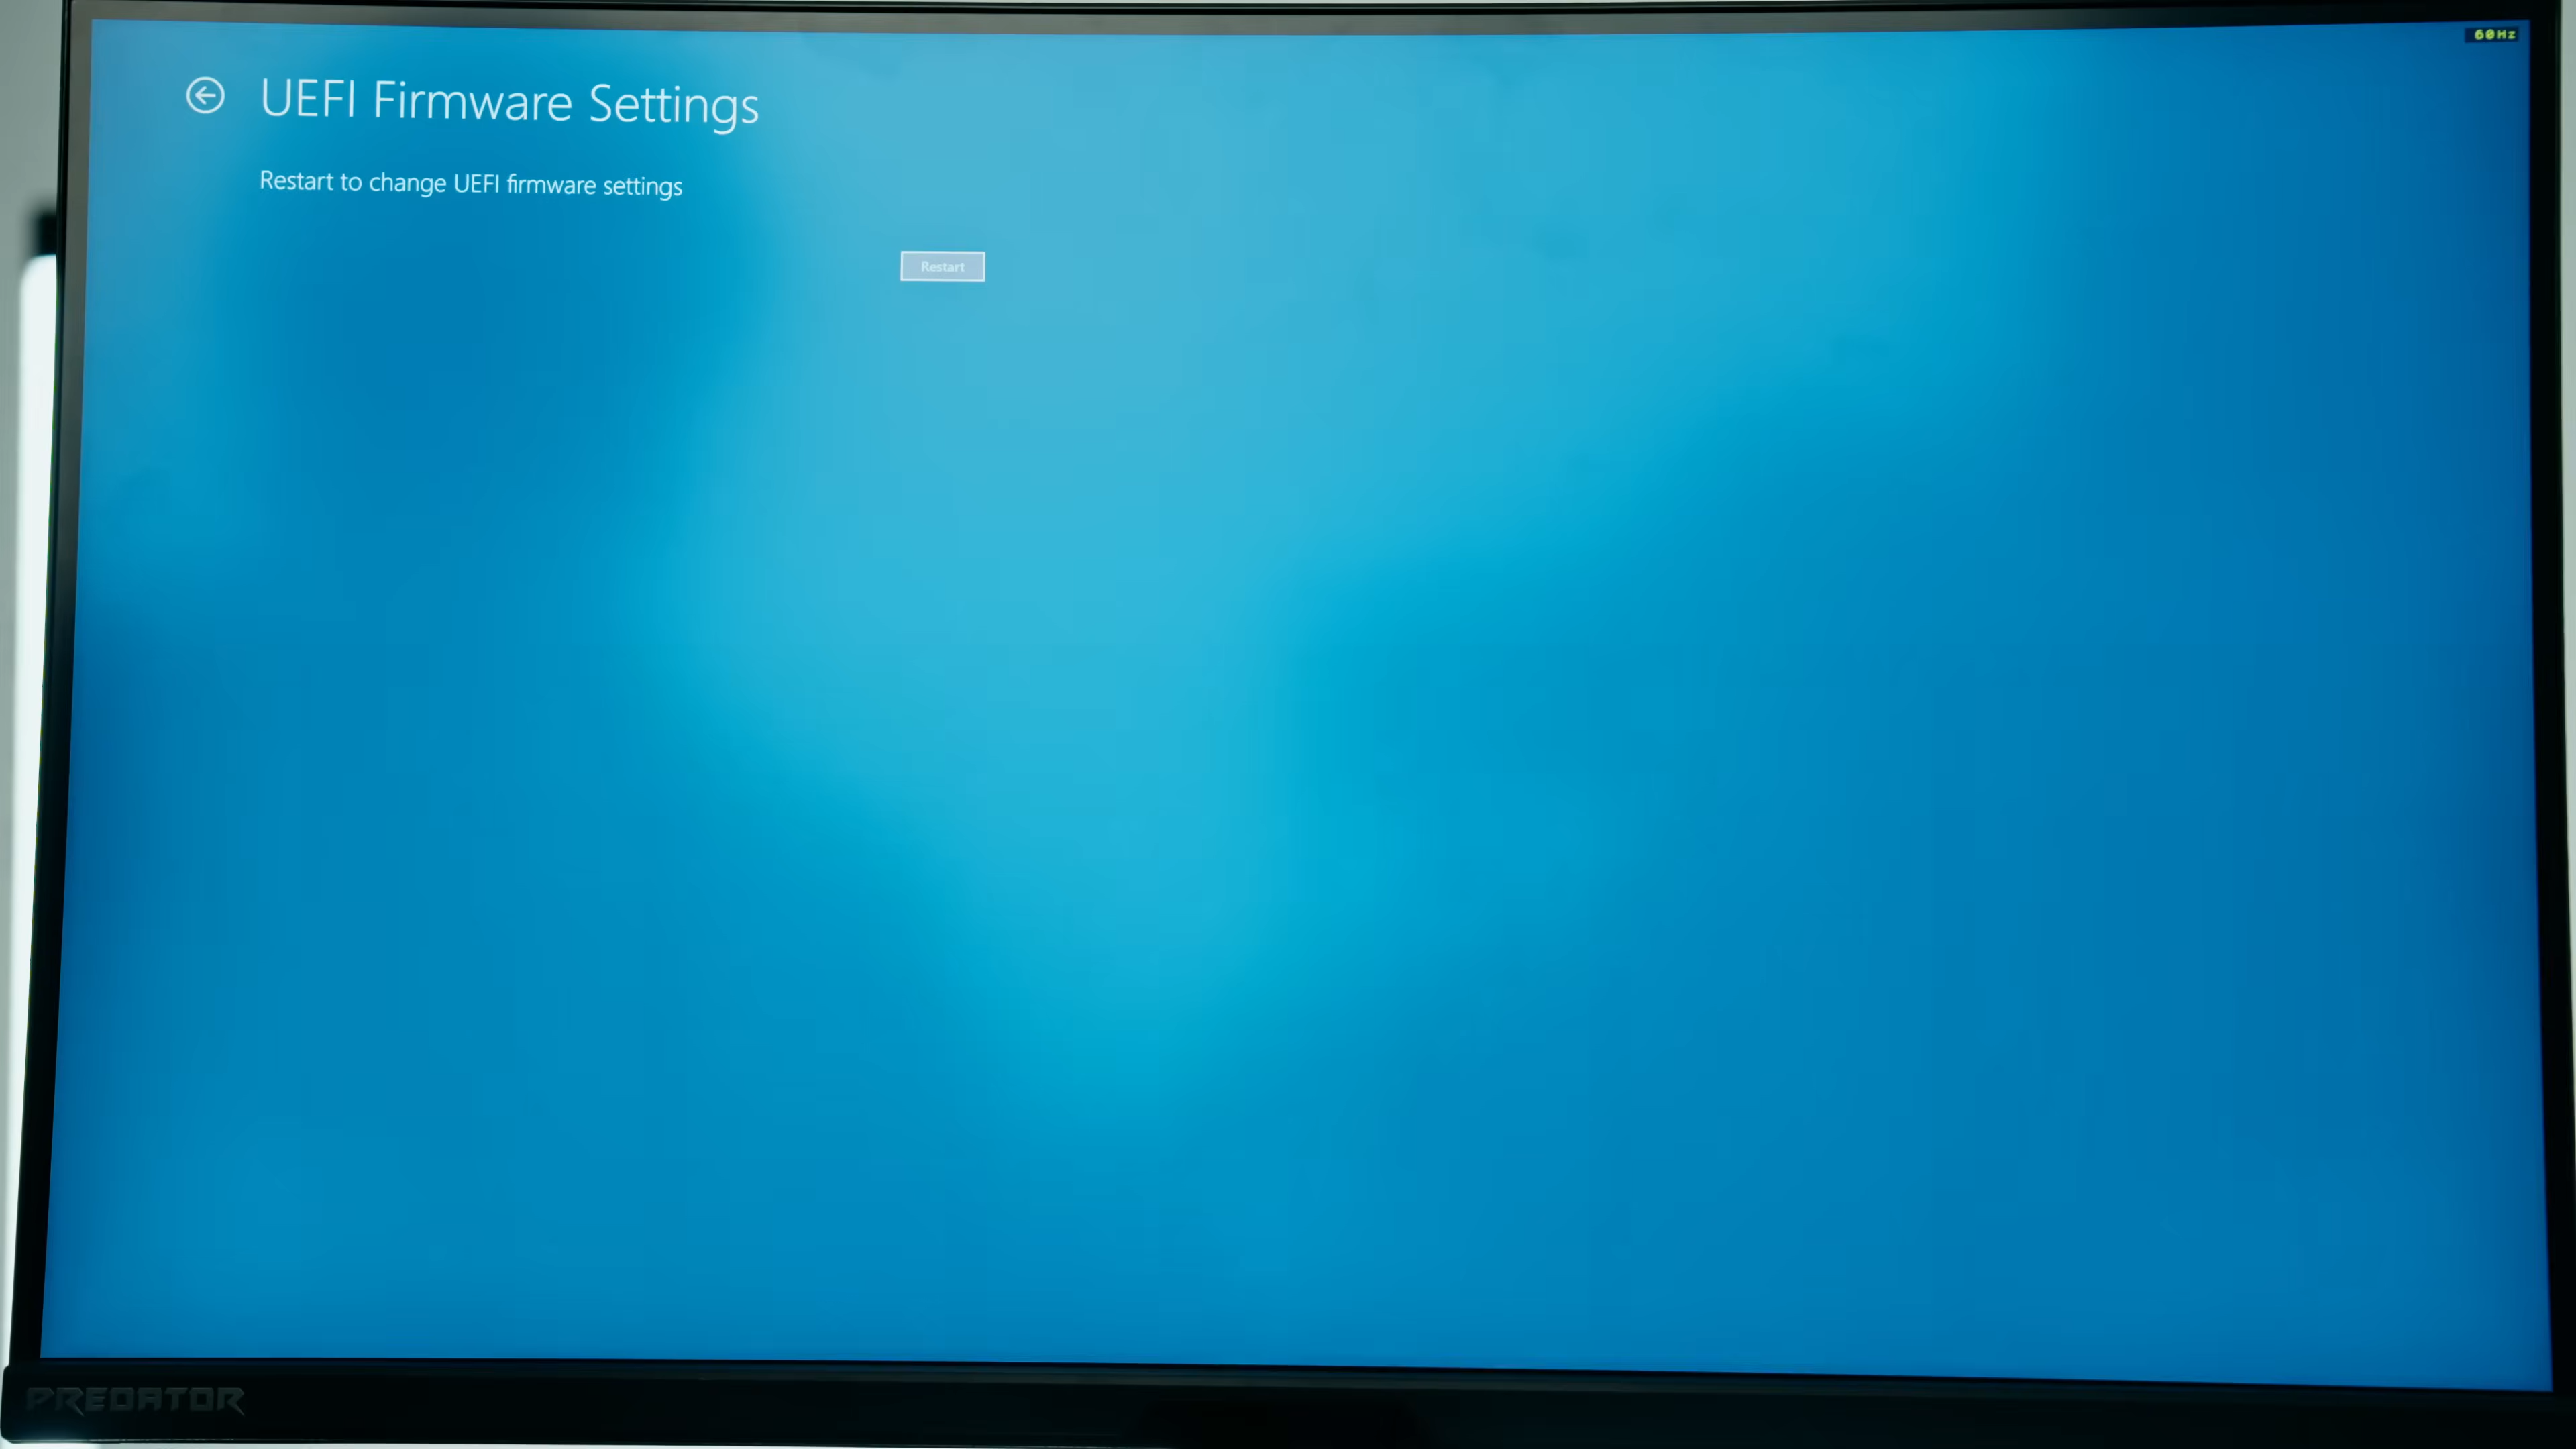 60Hz
UEFI Firmware Settings
Restart to change UEFI firmware settings
Restart
PREDATOR